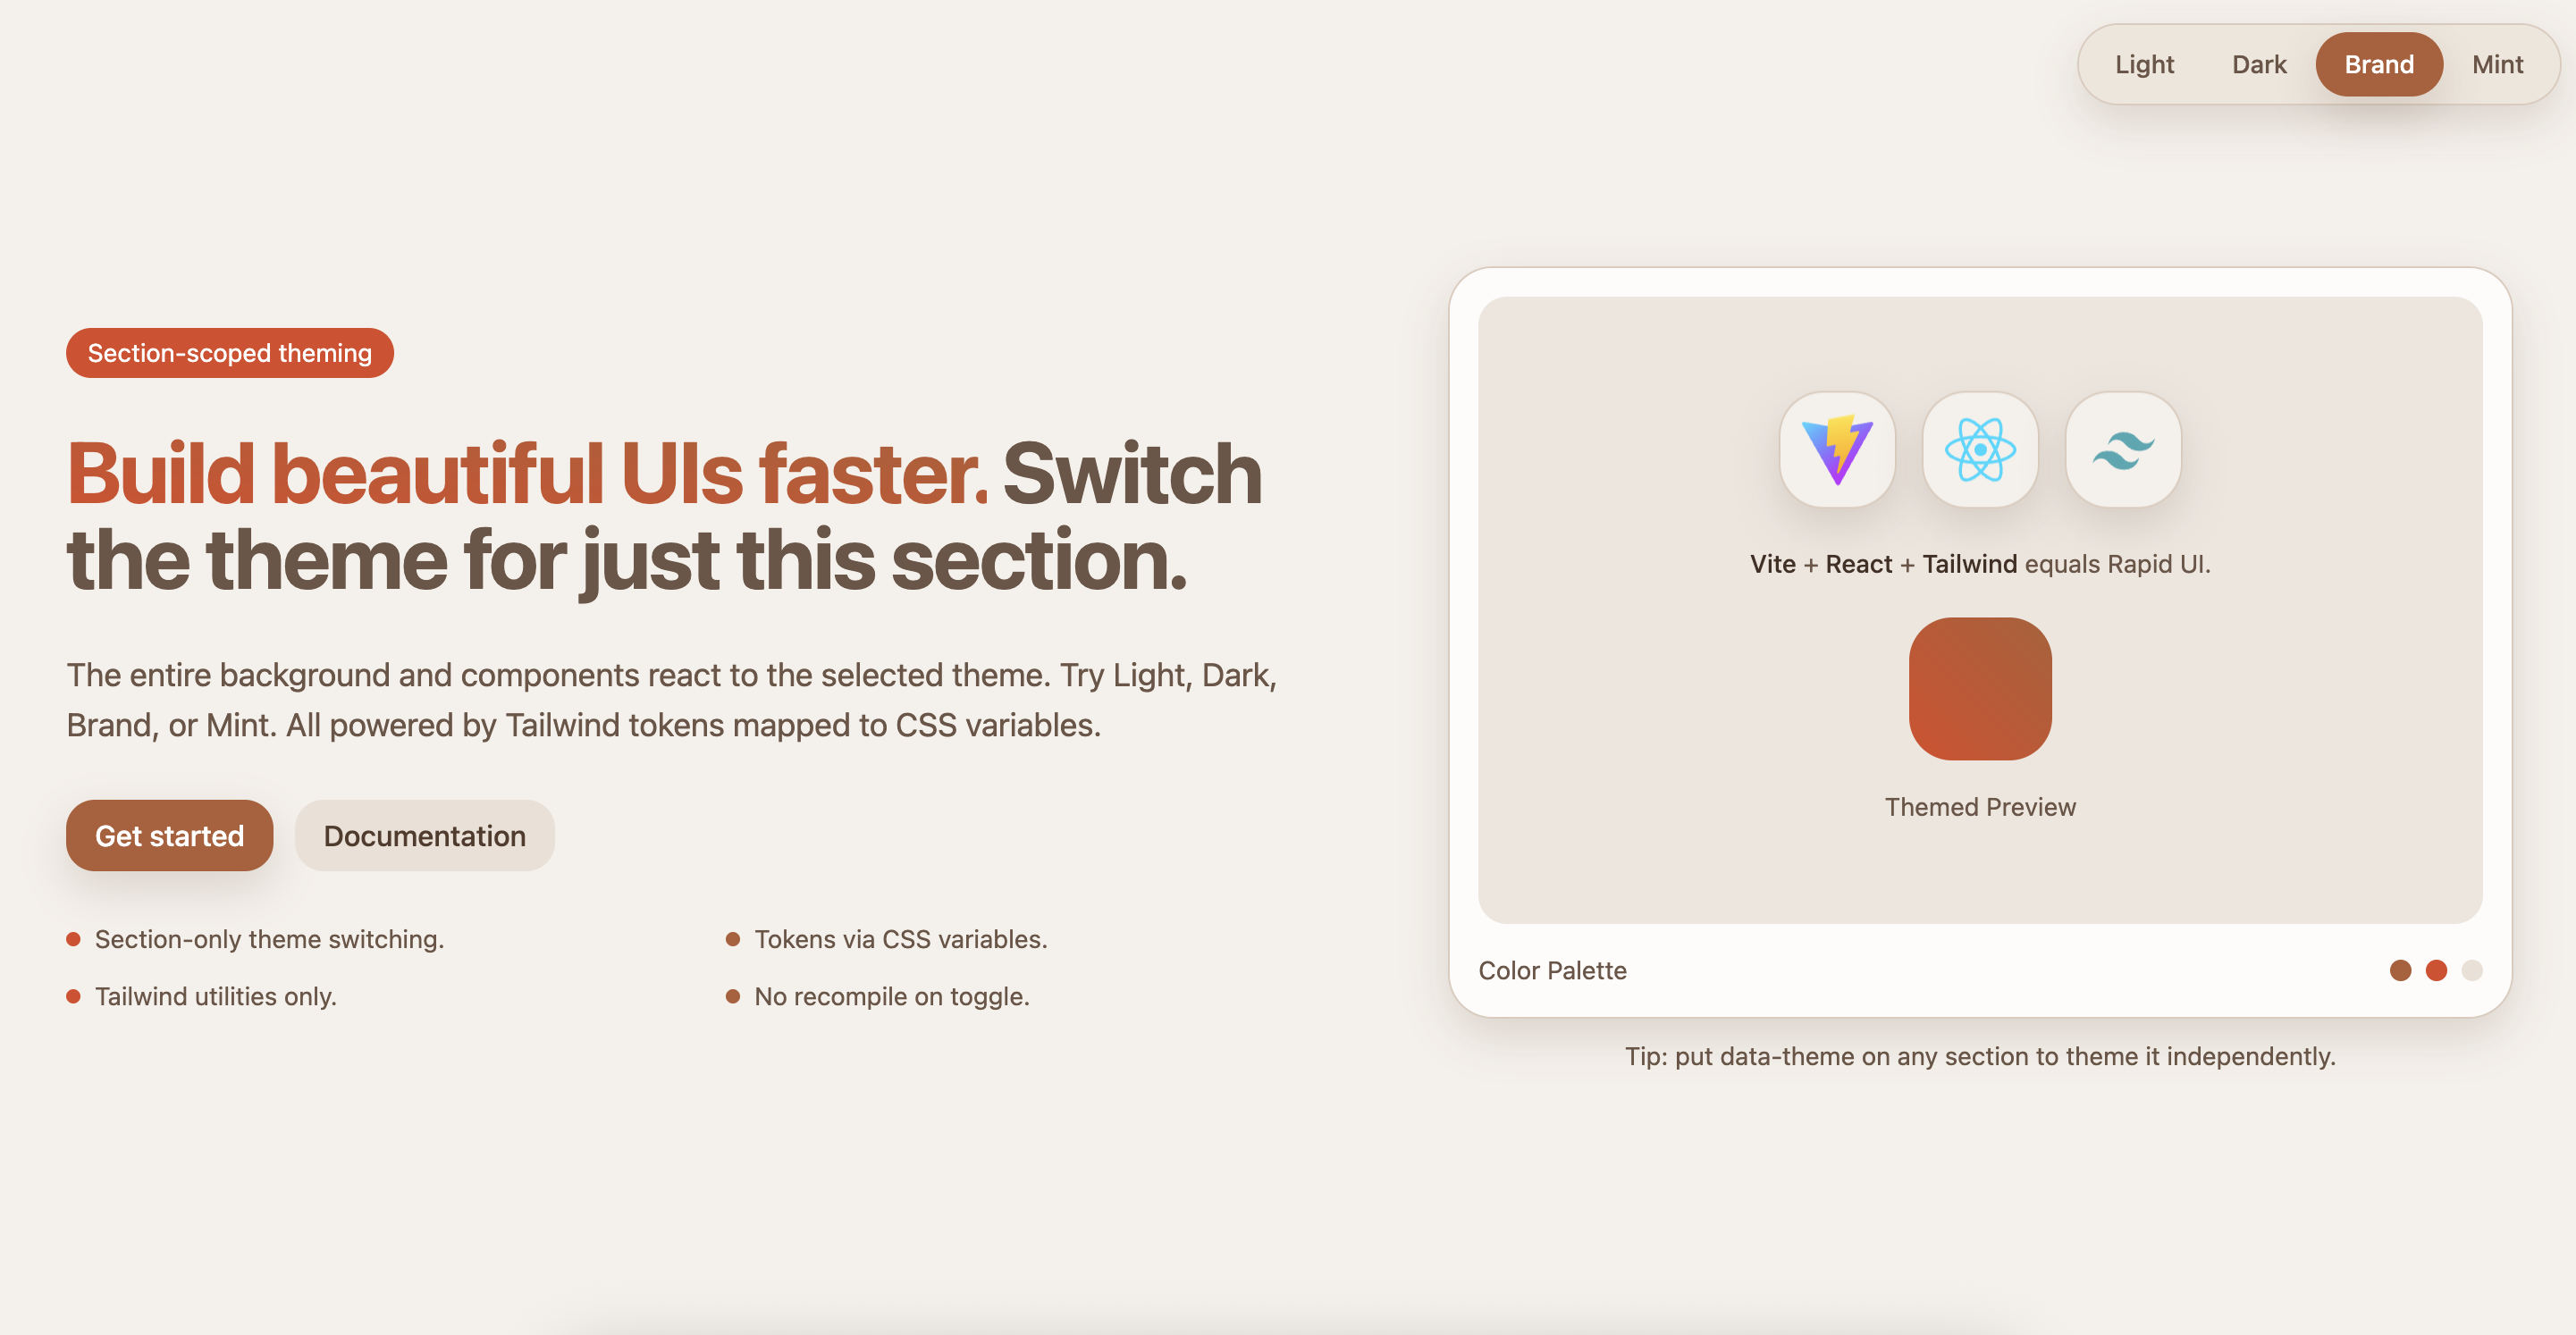 Light Dark Brand Mint
Section-scoped theming
Build beautiful UIs faster. Switch
the theme for just this section.
The entire background and components react to the selected theme. Try Light, Dark,
Brand, or Mint. All powered by Tailwind tokens mapped to CSS variables.
Get started Documentation
Section-only theme switching. Tokens via CSS variables.
Tailwind utilities only. No recompile on toggle.
Vite + React + Tailwind equals Rapid UI.
Themed Preview
Color Palette
Tip: put data-theme on any section to theme it independently.